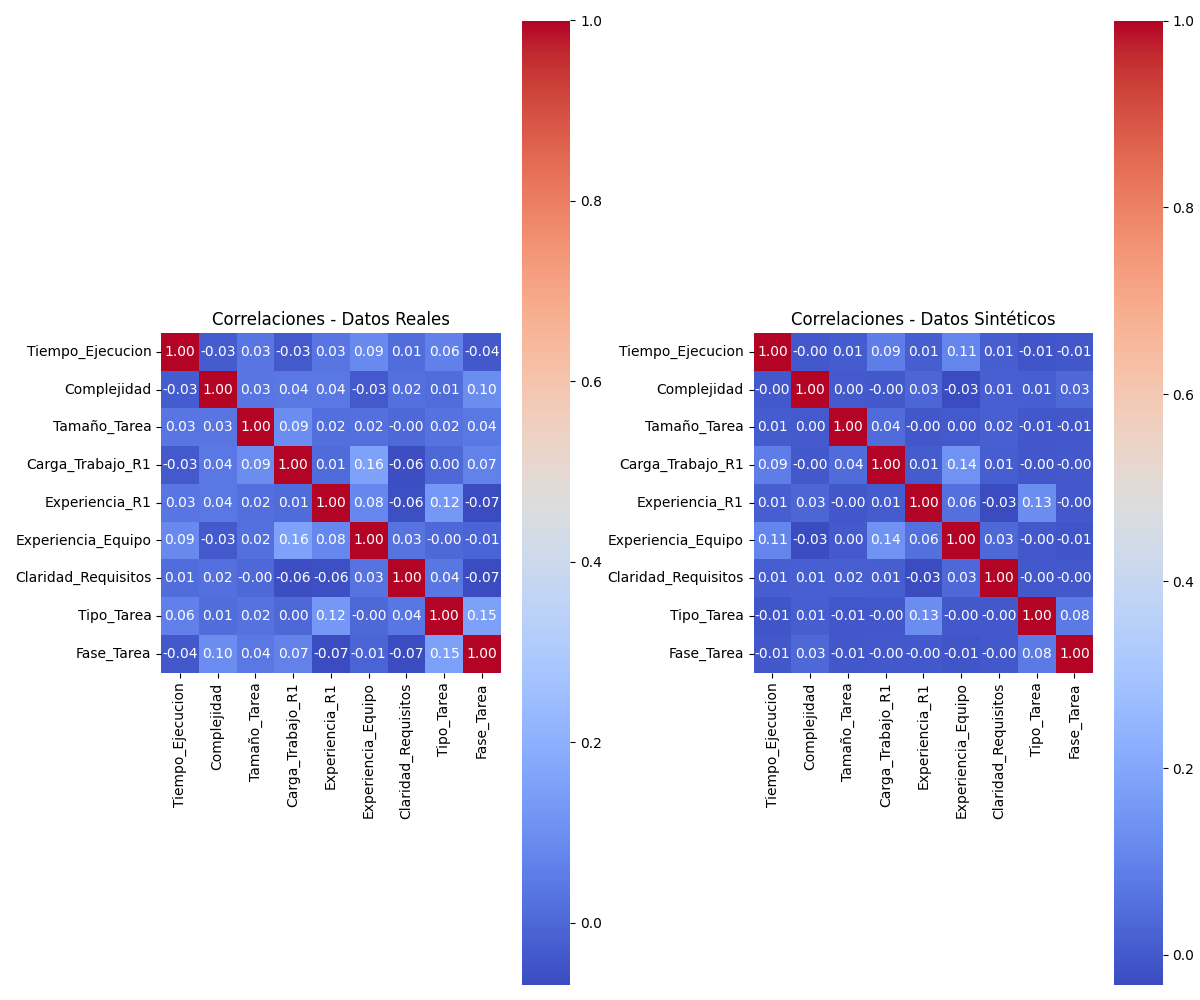 Correlaciones - Datos Reales
Tiempo_Ejecucion 1.00 -0.03 0.03 -0.03 0.03 0.09 0.01 0.06 -0.04
Complejidad -0.03 1.00 0.03 0.04 0.04 -0.03 0.02 0.01 0.10
Tamaño_Tarea 0.03 0.03 1.00 0.09 0.02 0.02 -0.00 0.02 0.04
Carga_Trabajo_R1 -0.03 0.04 0.09 1.00 0.01 0.16 -0.06 0.00 0.07
Experiencia_R1 0.03 0.04 0.02 0.01 1.00 0.08 -0.06 0.12 -0.07
Experiencia_Equipo 0.09 -0.03 0.02 0.16 0.08 1.00 0.03 -0.00 -0.01
Claridad_Requisitos 0.01 0.02 -0.00 -0.06 -0.06 0.03 1.00 0.04 -0.07
Tipo_Tarea 0.06 0.01 0.02 0.00 0.12 -0.00 0.04 1.00 0.15
Fase_Tarea -0.04 0.10 0.04 0.07 -0.07 -0.01 -0.07 0.15 1.00
Tiempo_Ejecucion
Complejidad
Tamaño_Tarea
Carga_Trabajo_R1
Experiencia_R1
Experiencia_Equipo
Claridad_Requisitos
Tipo_Tarea
Fase_Tarea
1.0
0.8
0.6
0.4
0.2
0.0
Correlaciones - Datos Sintéticos
Tiempo_Ejecucion 1.00 -0.00 0.01 0.09 0.01 0.11 0.01 -0.01 -0.01
Complejidad -0.00 1.00 0.00 -0.00 0.03 -0.03 0.01 0.01 0.03
Tamaño_Tarea 0.01 0.00 1.00 0.04 -0.00 0.00 0.02 -0.01 -0.01
Carga_Trabajo_R1 0.09 -0.00 0.04 1.00 0.01 0.14 0.01 -0.00 -0.00
Experiencia_R1 0.01 0.03 -0.00 0.01 1.00 0.06 -0.03 0.13 -0.00
Experiencia_Equipo 0.11 -0.03 0.00 0.14 0.06 1.00 0.03 -0.00 -0.01
Claridad_Requisitos 0.01 0.01 0.02 0.01 -0.03 0.03 1.00 -0.00 -0.00
Tipo_Tarea -0.01 0.01 -0.01 -0.00 0.13 -0.00 -0.00 1.00 0.08
Fase_Tarea -0.01 0.03 -0.01 -0.00 -0.00 -0.01 -0.00 0.08 1.00
Tiempo_Ejecucion
Complejidad
Tamaño_Tarea
Carga_Trabajo_R1
Experiencia_R1
Experiencia_Equipo
Claridad_Requisitos
Tipo_Tarea
Fase_Tarea
1.0
0.8
0.6
0.4
0.2
0.0